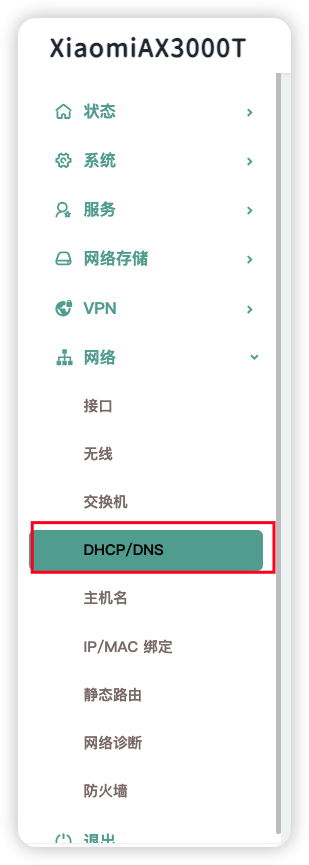 XiaomiAX3000T
状态
系统
服务
网络存储
VPN
网络
接口
无线
交换机
DHCP/DNS
主机名
IP/MAC 绑定
静态路由
网络诊断
防火墙
退出